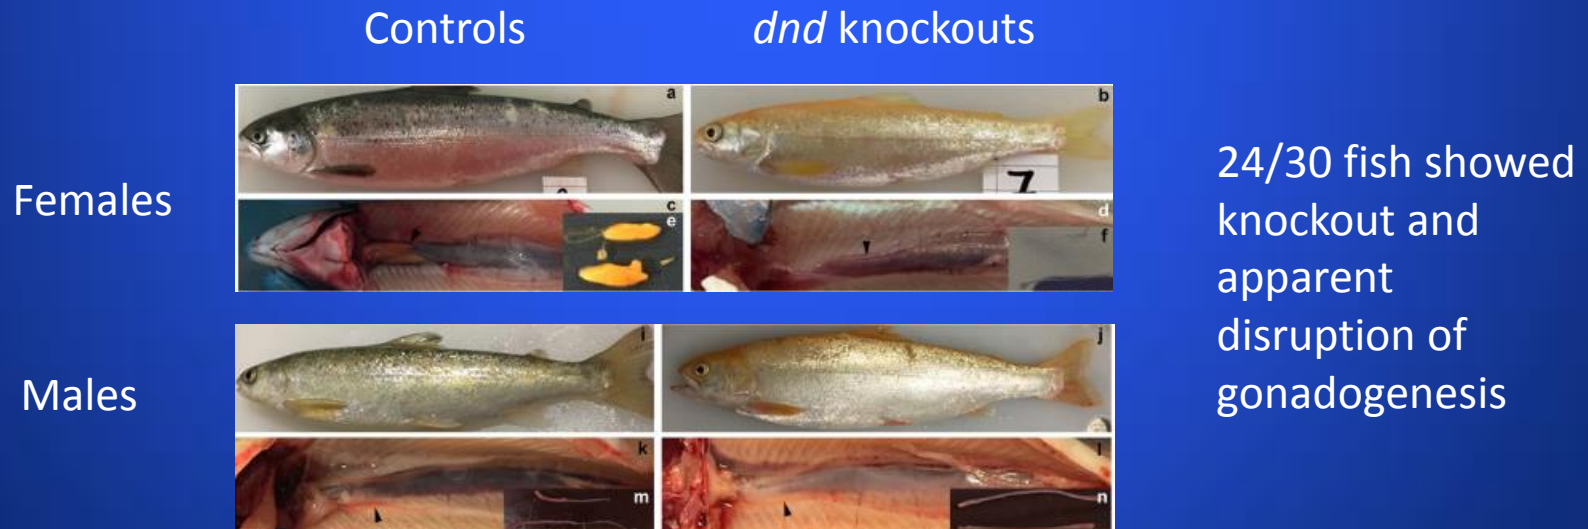 Controls
dnd knockouts
Females
a
b
7
c
d
e
f
Males
i
j
k
l
m
n
24/30 fish showed
knockout and
apparent
disruption of
gonadogenesis